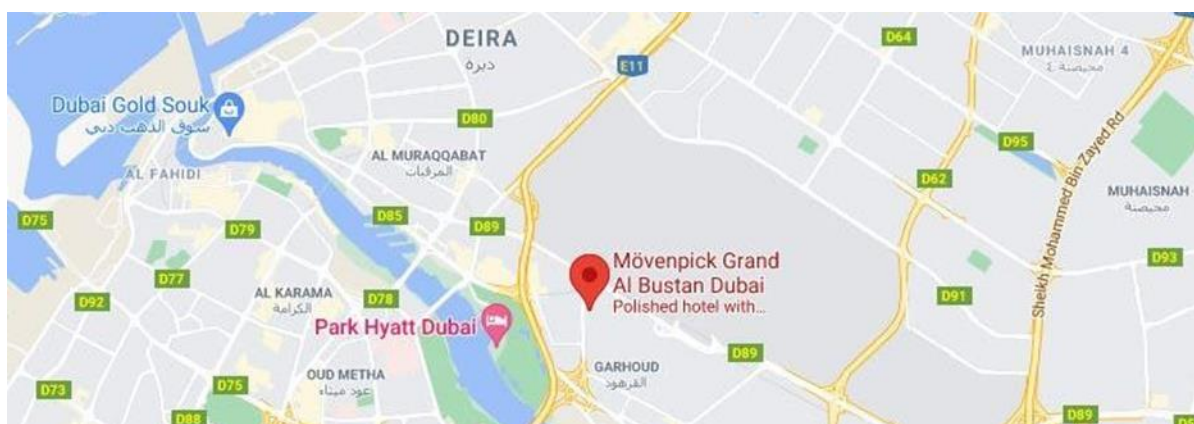 DEIRA
ديرة
E11
D64
MUHAISNAH 4
محيصنة ٤
Dubai Gold Souk
سوق الذهب دبي
D80
D95
AL MURAQQABAT
المرقبات
AL FAHIDI
D62
Sheikh Mohammed Bin Zayed Rd
MUHAISNAH
محيصنة
D75
D79
D85
D89
D77
Mövenpick Grand
Al Bustan Dubai
Polished hotel with...
D93
D92
AL KARAMA
الكرامة
D78
D91
Park Hyatt Dubai
D89
GARHOUD
القرهود
D73
D75
OUD METHA
عود ميثاء
D88
D89